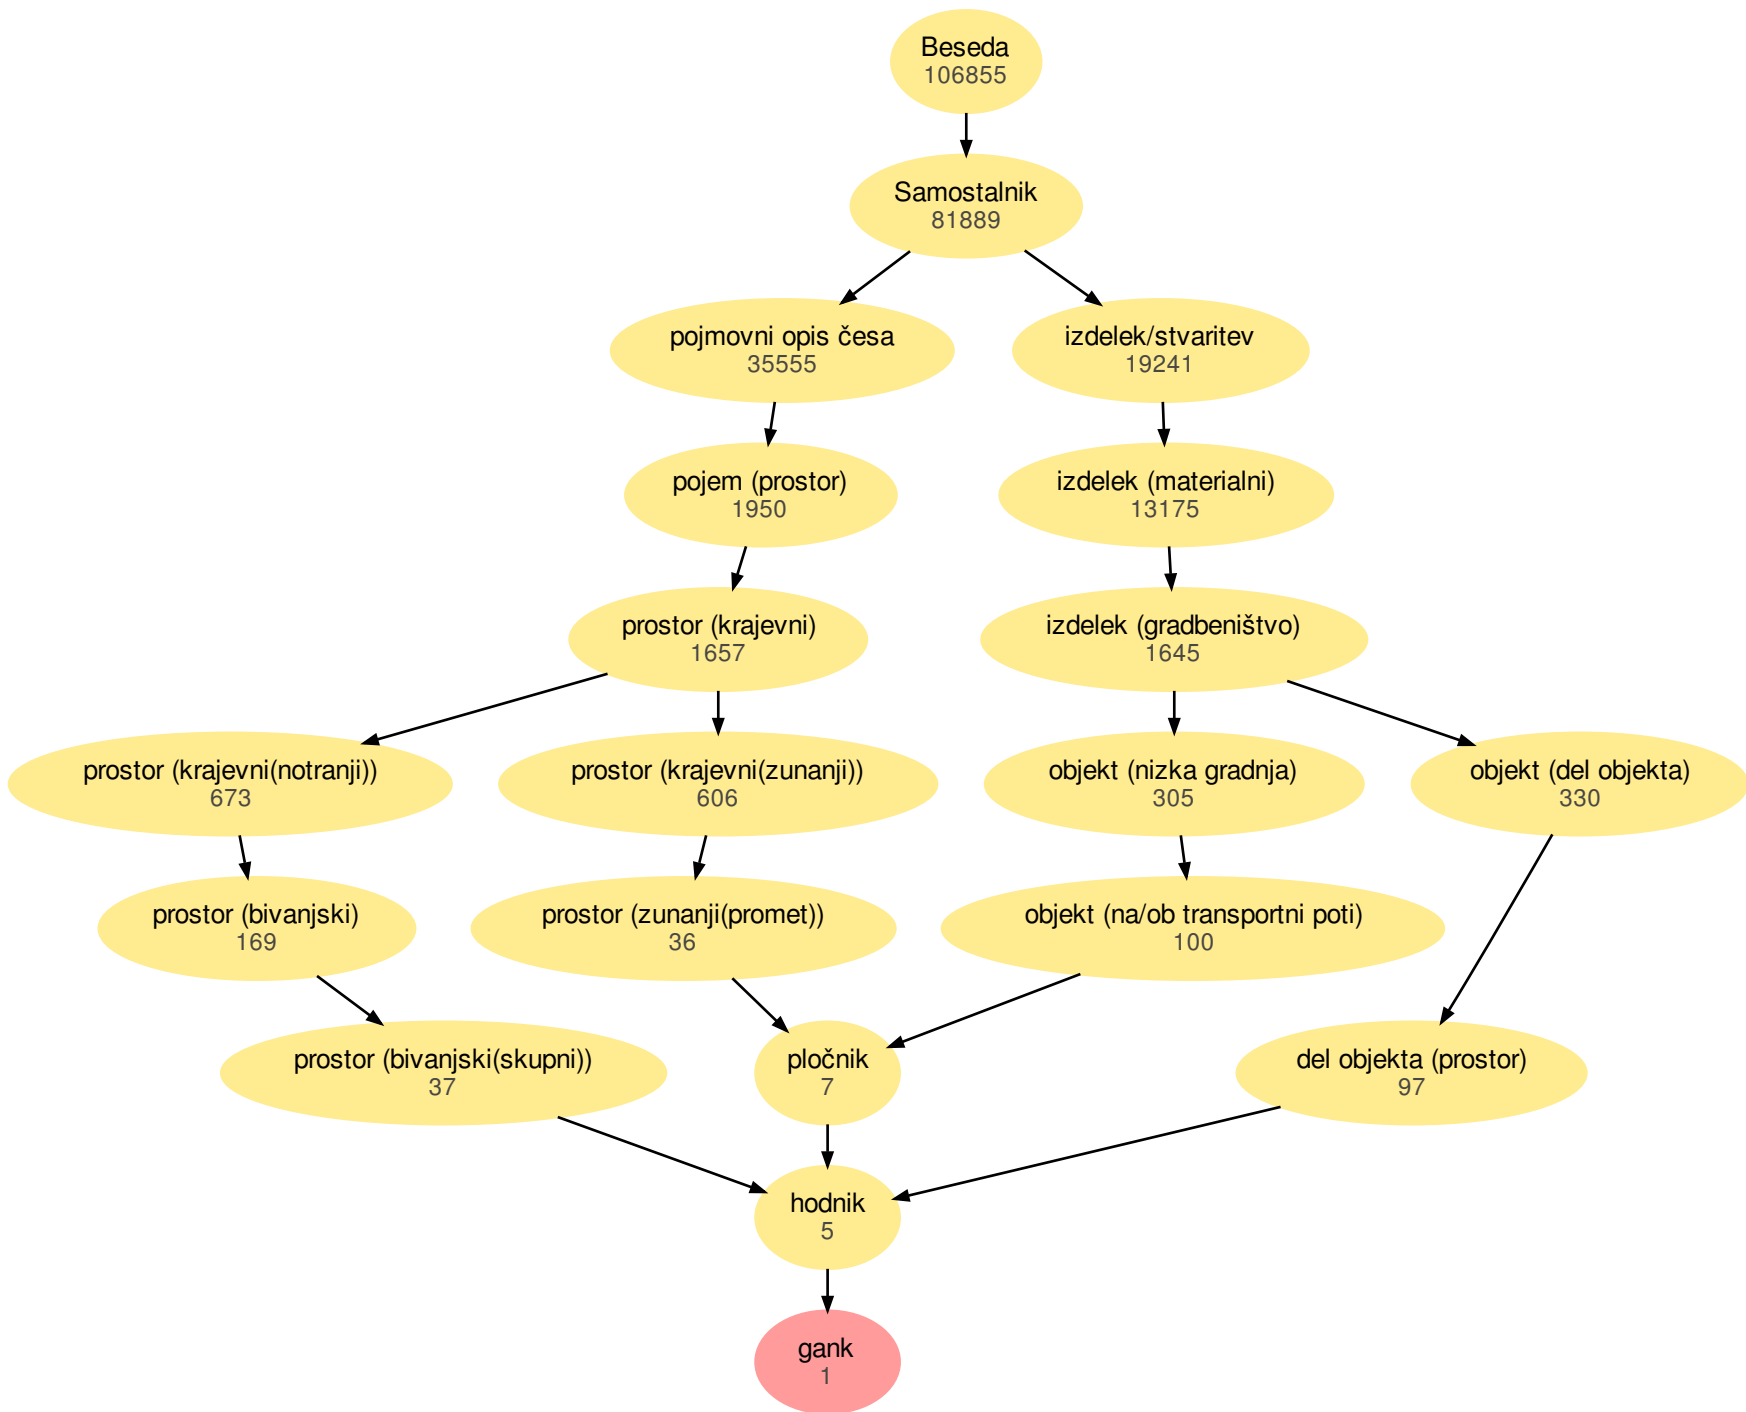 Beseda
106855
Samostalnik
81889
pojmovni opis česa
35555
izdelek/stvaritev
19241
pojem (prostor)
1950
izdelek (materialni)
13175
prostor (krajevni)
1657
izdelek (gradbeništvo)
1645
prostor (krajevni(notranji))
673
prostor (krajevni(zunanji))
606
objekt (nizka gradnja)
305
objekt (del objekta)
330
prostor (bivanjski)
169
prostor (zunanji(promet))
36
objekt (na/ob transportni poti)
100
prostor (bivanjski(skupni))
37
pločnik
7
del objekta (prostor)
97
hodnik
5
gank
1